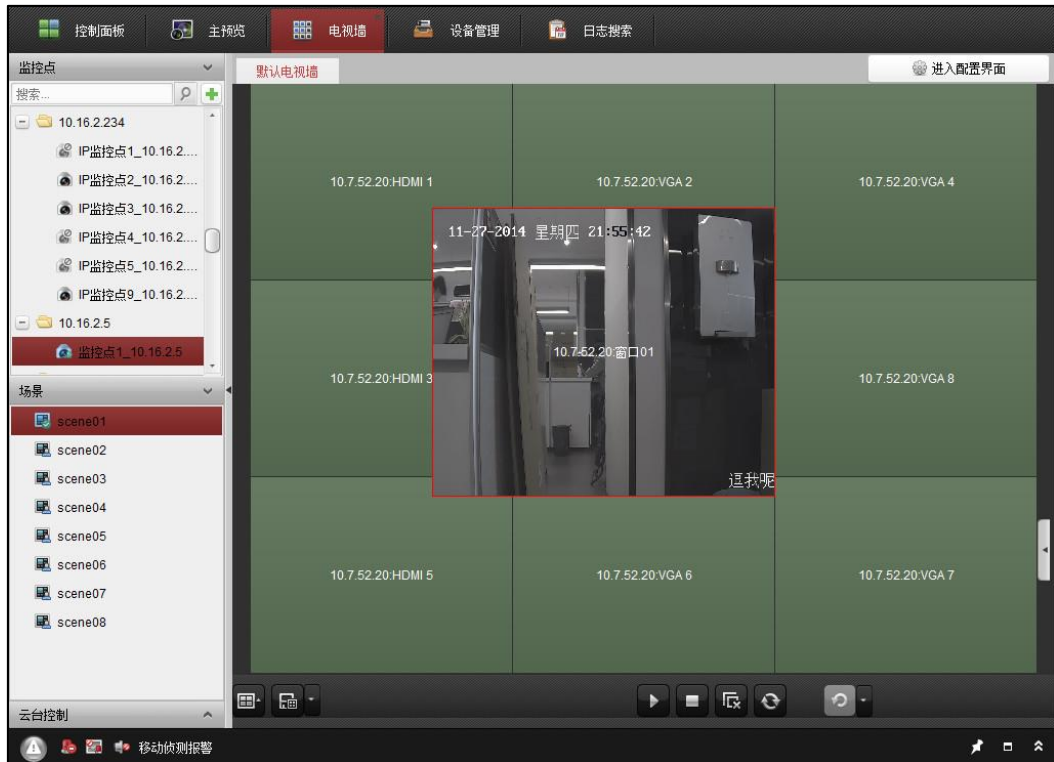 控制面板
主预览
电视墙
设备管理
日志搜索
监控点
默认电视墙
进入配置界面
搜索...
10.16.2.234
IP监控点1_10.16.2....
IP监控点2_10.16.2....
IP监控点3_10.16.2....
IP监控点4_10.16.2....
IP监控点5_10.16.2....
IP监控点9_10.16.2....
10.16.2.5
监控点1_10.16.2.5
场景
scene01
scene02
scene03
scene04
scene05
scene06
scene07
scene08
云台控制
10.7.52.20:HDMI 1
10.7.52.20:VGA 2
10.7.52.20:VGA 4
11-27-2014 星期四 21:55:42
10.7.52.20:窗口01
10.7.52.20:HDMI 3
10.7.52.20:VGA 8
逗我呢
10.7.52.20:HDMI 5
10.7.52.20:VGA 6
10.7.52.20:VGA 7
移动侦测报警